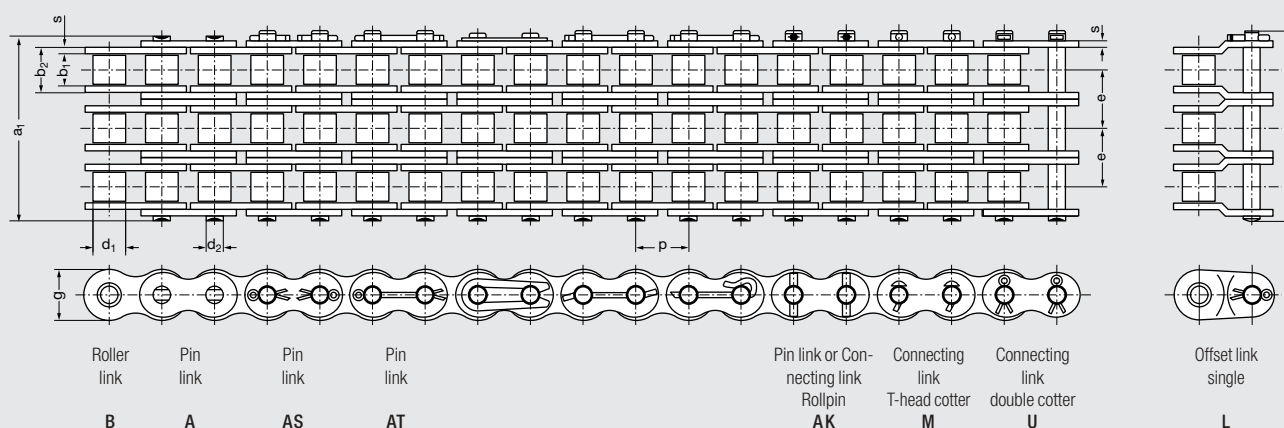 s
a1
b2
b1
s
e
e
d1
d2
p
g
Roller
link
B
Pin
link
A
Pin
link
AS
Pin
link
AT
Pin link or Con-
necting link
Rollpin
AK
Connecting
link
T-head cotter
M
Connecting
link
double cotter
U
Offset link
single
L